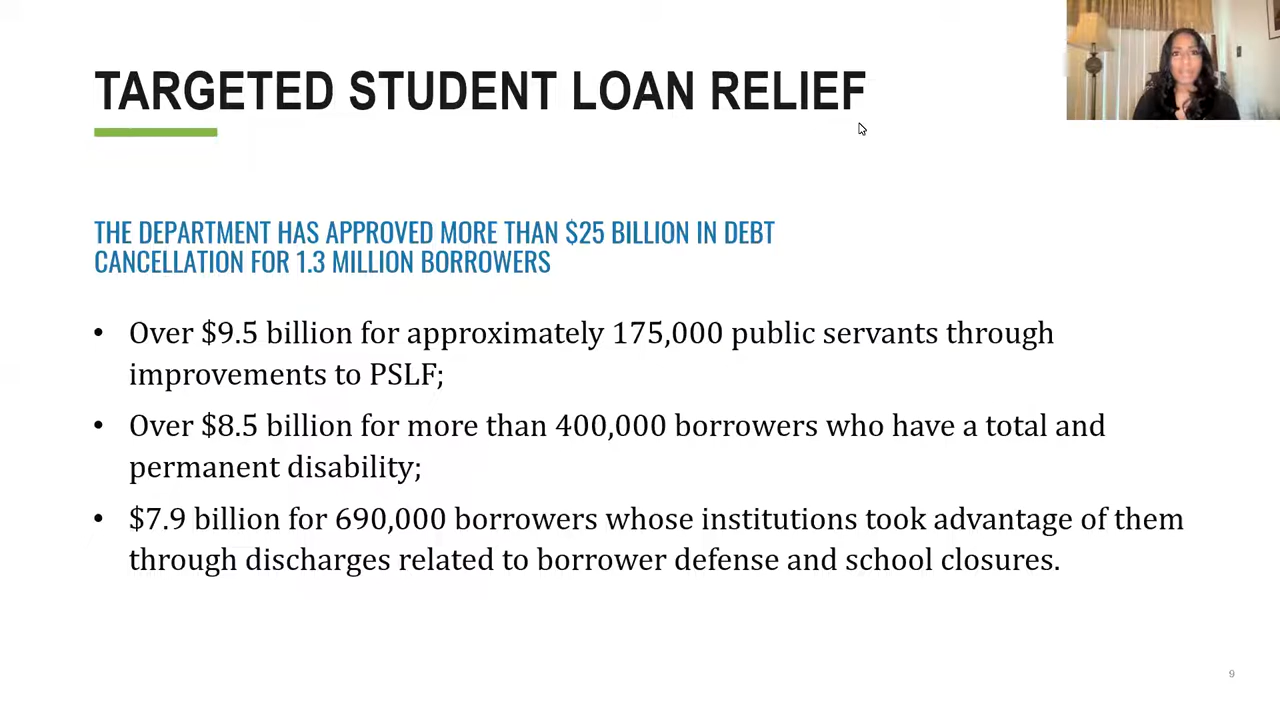 TARGETED STUDENT LOAN RELIEF
THE DEPARTMENT HAS APPROVED MORE THAN $25 BILLION IN DEBT
CANCELLATION FOR 1.3 MILLION BORROWERS
• Over $9.5 billion for approximately 175,000 public servants through
improvements to PSLF;
• Over $8.5 billion for more than 400,000 borrowers who have a total and
permanent disability;
• $7.9 billion for 690,000 borrowers whose institutions took advantage of them
through discharges related to borrower defense and school closures.
9